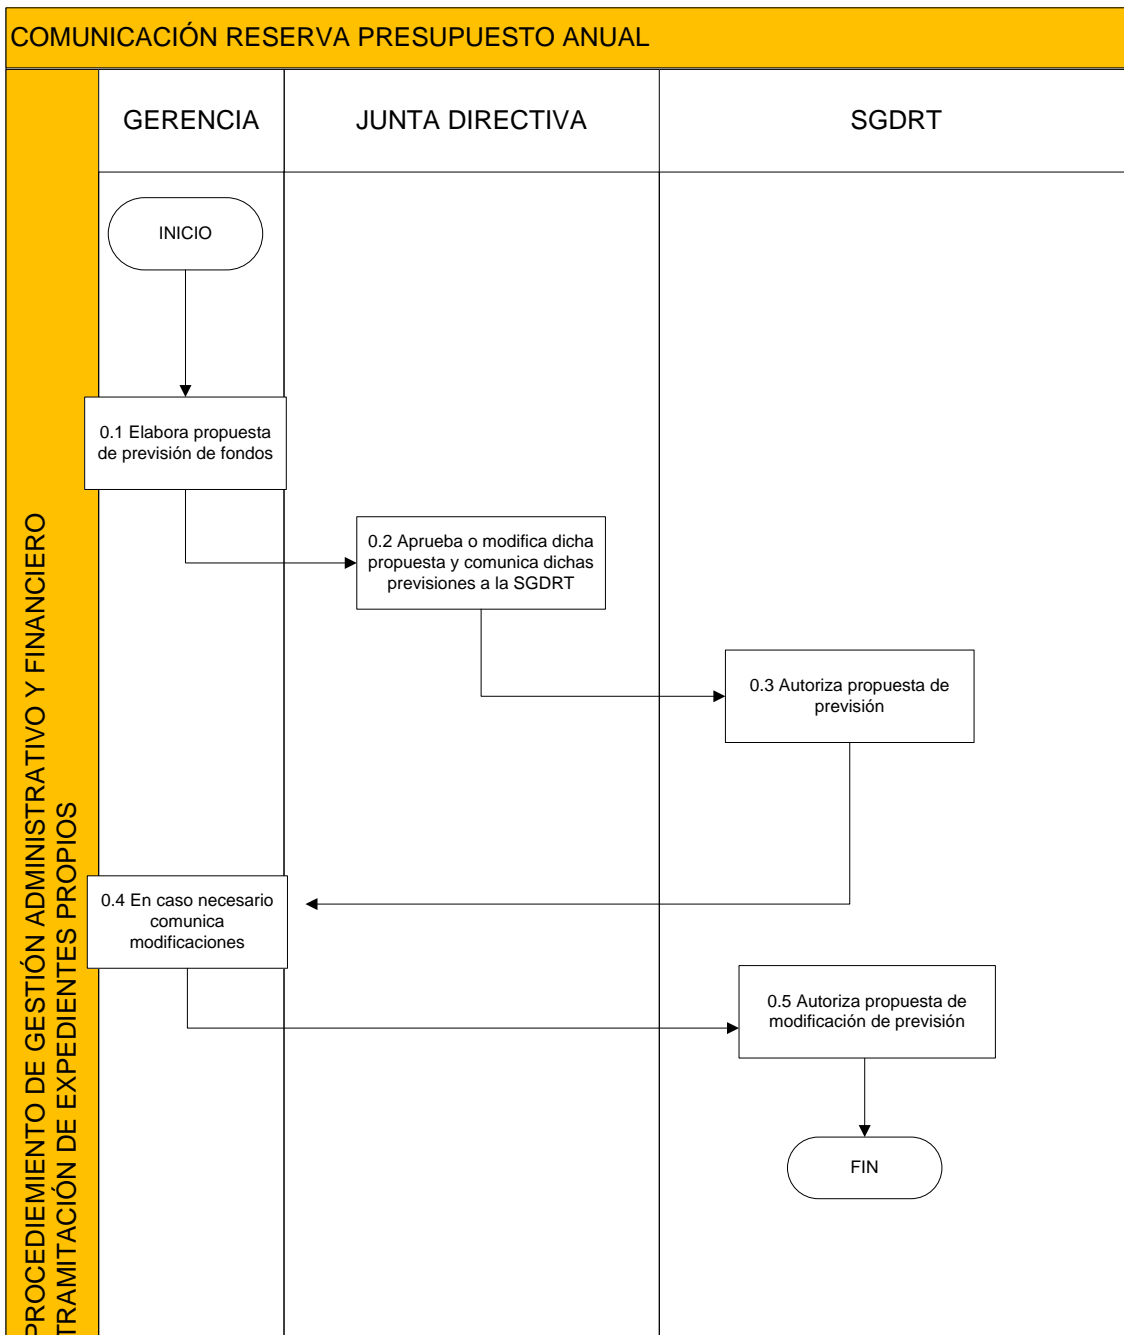 COMUNICACIÓN RESERVA PRESUPUESTO ANUAL
PROCEDIEMIENTO DE GESTIÓN ADMINISTRATIVO Y FINANCIERO
TRAMITACIÓN DE EXPEDIENTES PROPIOS
GERENCIA
JUNTA DIRECTIVA
SGDRT
INICIO
0.1 Elabora propuesta
de previsión de fondos
0.2 Aprueba o modifica dicha
propuesta y comunica dichas
previsiones a la SGDRT
0.3 Autoriza propuesta de
previsión
0.4 En caso necesario
comunica
modificaciones
0.5 Autoriza propuesta de
modificación de previsión
FIN